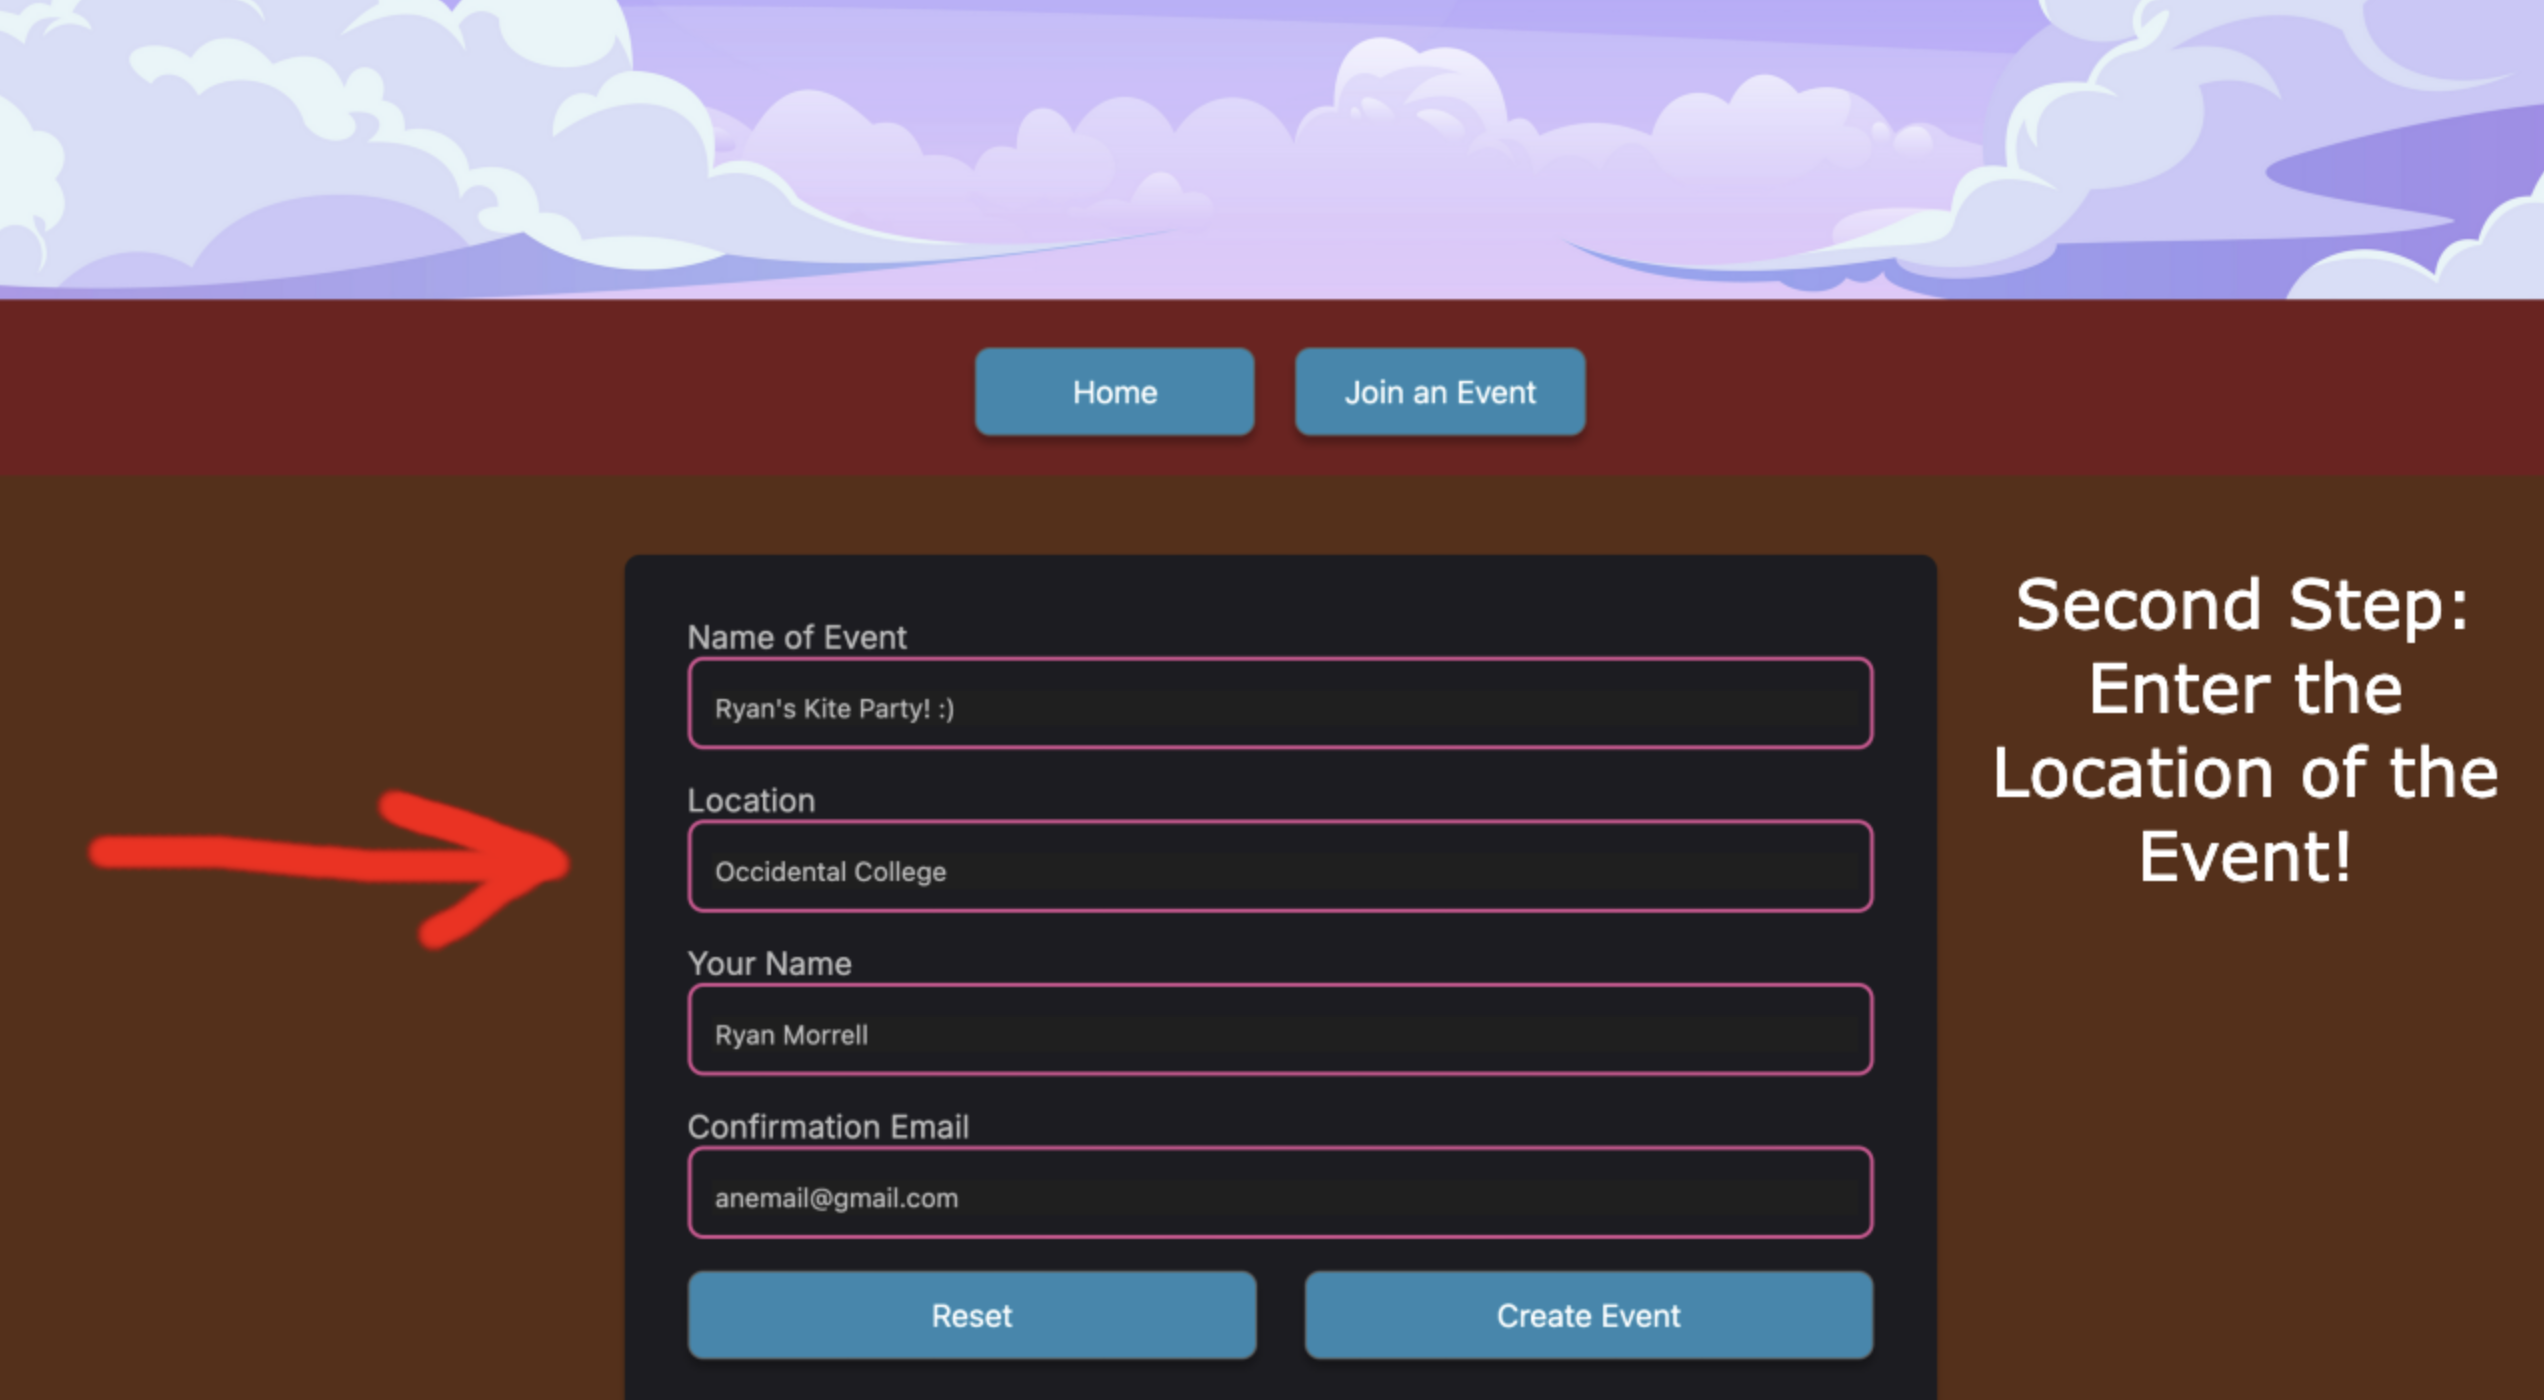 Home
Join an Event
Second Step:
Enter the
Location of the
Event!
Name of Event
Ryan's Kite Party! :)
Location
Occidental College
Your Name
Ryan Morrell
Confirmation Email
anemail@gmail.com
Reset
Create Event